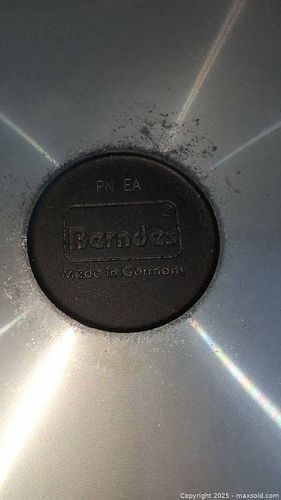 PN EA
®
Berndes
Made in Germany
Copyright 2025 - maxsold.com